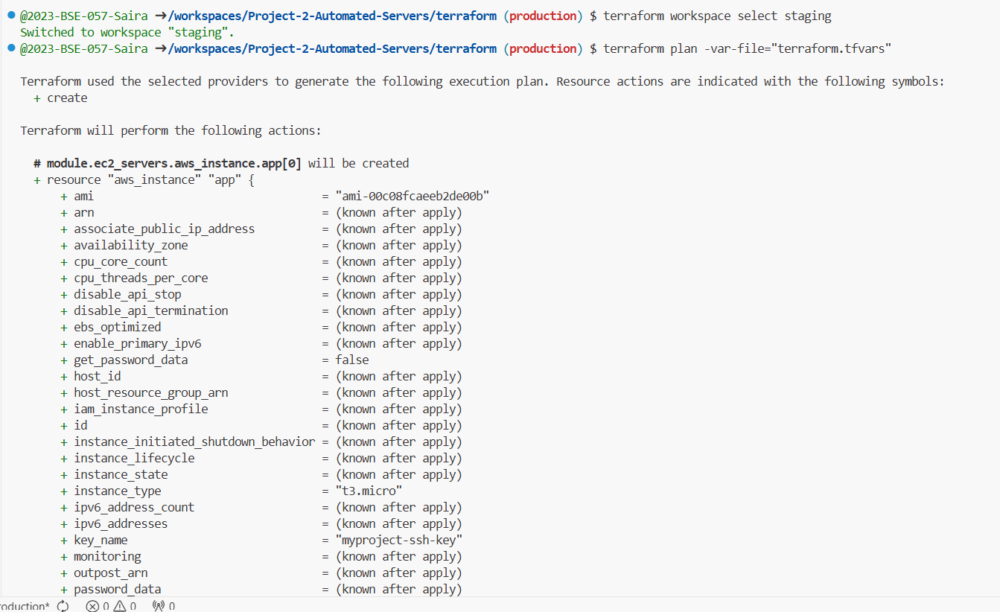 @2023-BSE-057-Saira →/workspaces/Project-2-Automated-Servers/terraform (production) $ terraform workspace select staging
Switched to workspace "staging".
@2023-BSE-057-Saira →/workspaces/Project-2-Automated-Servers/terraform (production) $ terraform plan -var-file="terraform.tfvars"
Terraform used the selected providers to generate the following execution plan. Resource actions are indicated with the following symbols:
+ create
Terraform will perform the following actions:
# module.ec2_servers.aws_instance.app[0] will be created
+ resource "aws_instance" "app" {
+ ami = "ami-00c08fcaeeb2de00b"
+ arn = (known after apply)
+ associate_public_ip_address = (known after apply)
+ availability_zone = (known after apply)
+ cpu_core_count = (known after apply)
+ cpu_threads_per_core = (known after apply)
+ disable_api_stop = (known after apply)
+ disable_api_termination = (known after apply)
+ ebs_optimized = (known after apply)
+ enable_primary_ipv6 = (known after apply)
+ get_password_data = false
+ host_id = (known after apply)
+ host_resource_group_arn = (known after apply)
+ iam_instance_profile = (known after apply)
+ id = (known after apply)
+ instance_initiated_shutdown_behavior = (known after apply)
+ instance_lifecycle = (known after apply)
+ instance_state = (known after apply)
+ instance_type = "t3.micro"
+ ipv6_address_count = (known after apply)
+ ipv6_addresses = (known after apply)
+ key_name = "myproject-ssh-key"
+ monitoring = (known after apply)
+ outpost_arn = (known after apply)
+ password_data = (known after apply)
roduction* 0 0 0